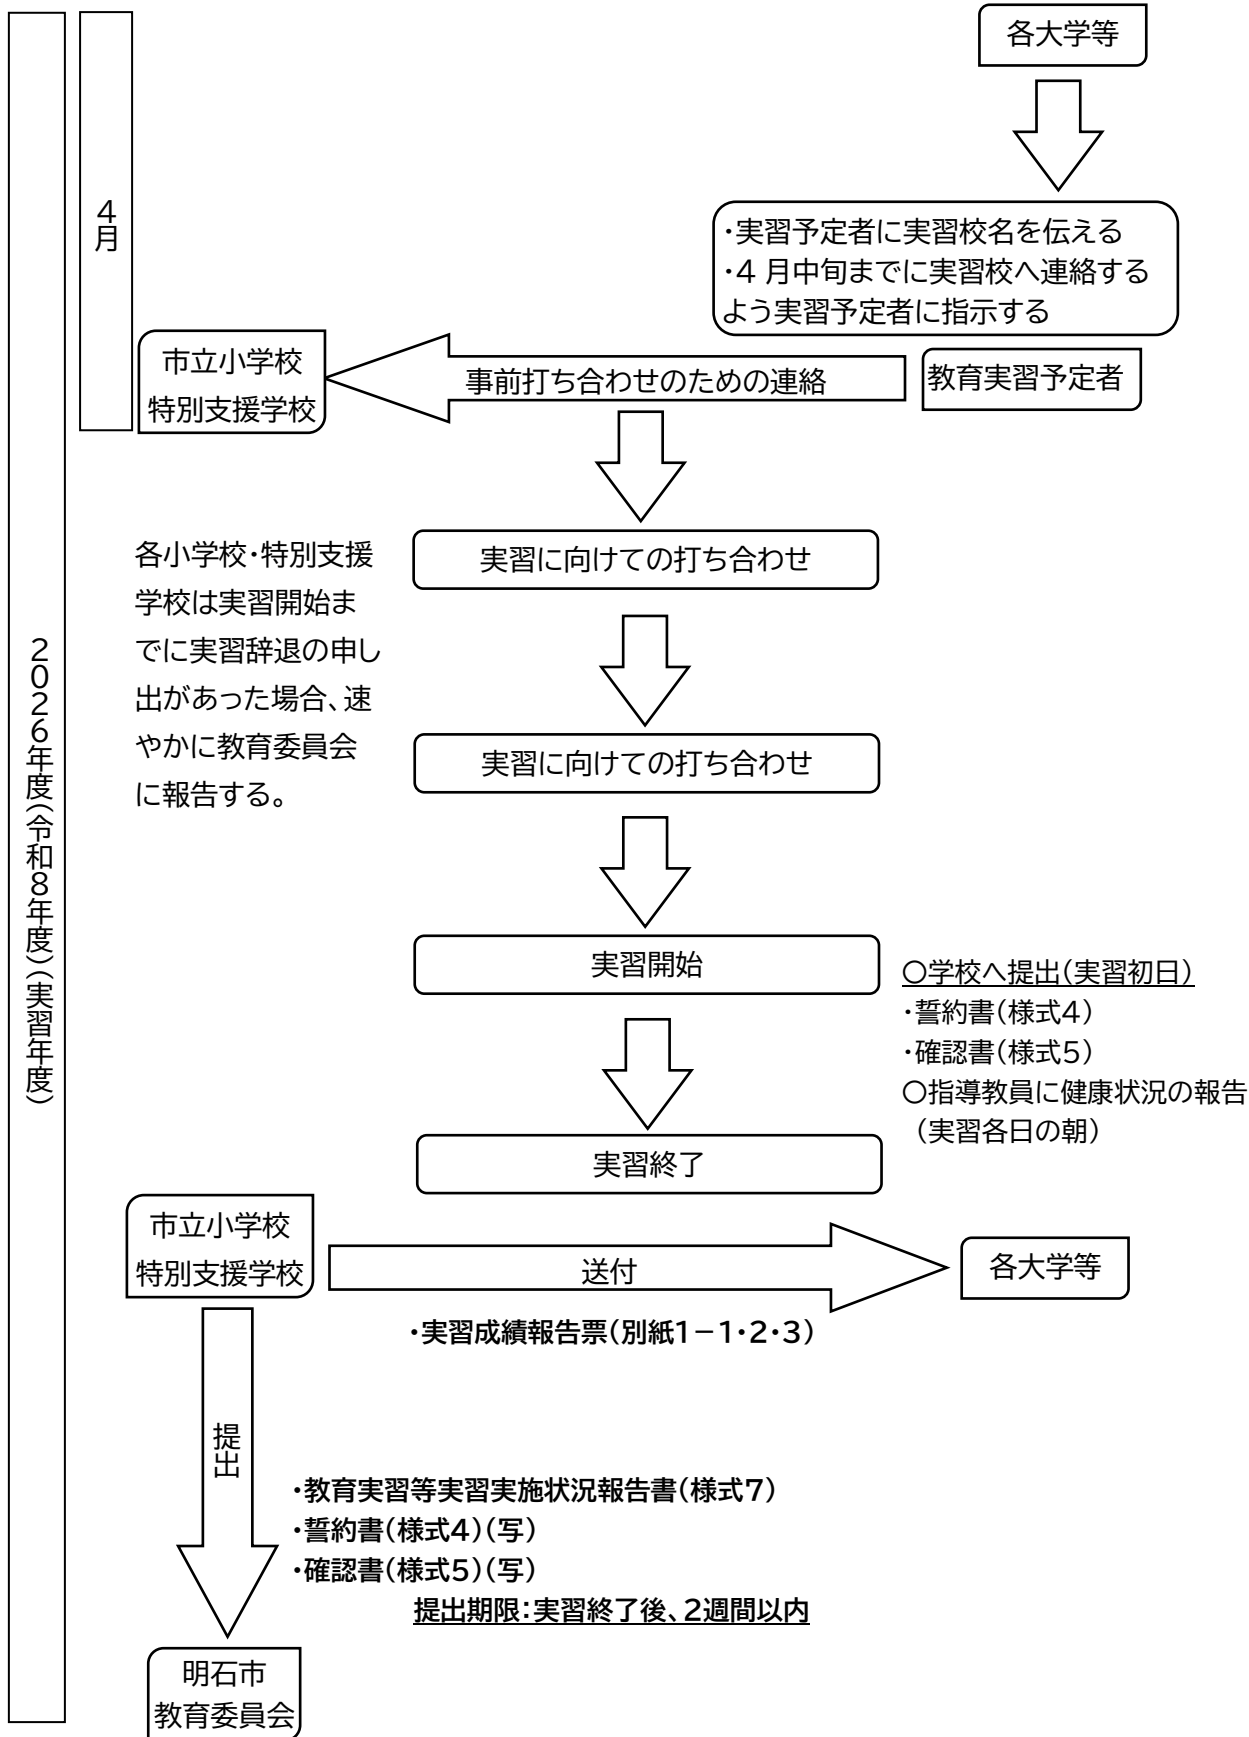 2026年度(令和8年度)(実習年度)
4月
各大学等
・実習予定者に実習校名を伝える
・4 月中旬までに実習校へ連絡する
よう実習予定者に指示する
市立小学校
特別支援学校
事前打ち合わせのための連絡
教育実習予定者
実習に向けての打ち合わせ
各小学校・特別支援
学校は実習開始ま
でに実習辞退の申し
出があった場合、速
やかに教育委員会
に報告する。
実習に向けての打ち合わせ
実習開始
〇学校へ提出(実習初日)
・誓約書(様式4)
・確認書(様式5)
〇指導教員に健康状況の報告
(実習各日の朝)
実習終了
市立小学校
特別支援学校
送付
各大学等
・実習成績報告票(別紙1-1・2・3)
提出
・教育実習等実習実施状況報告書(様式7)
・誓約書(様式4)(写)
・確認書(様式5)(写)
提出期限:実習終了後、2週間以内
明石市
教育委員会